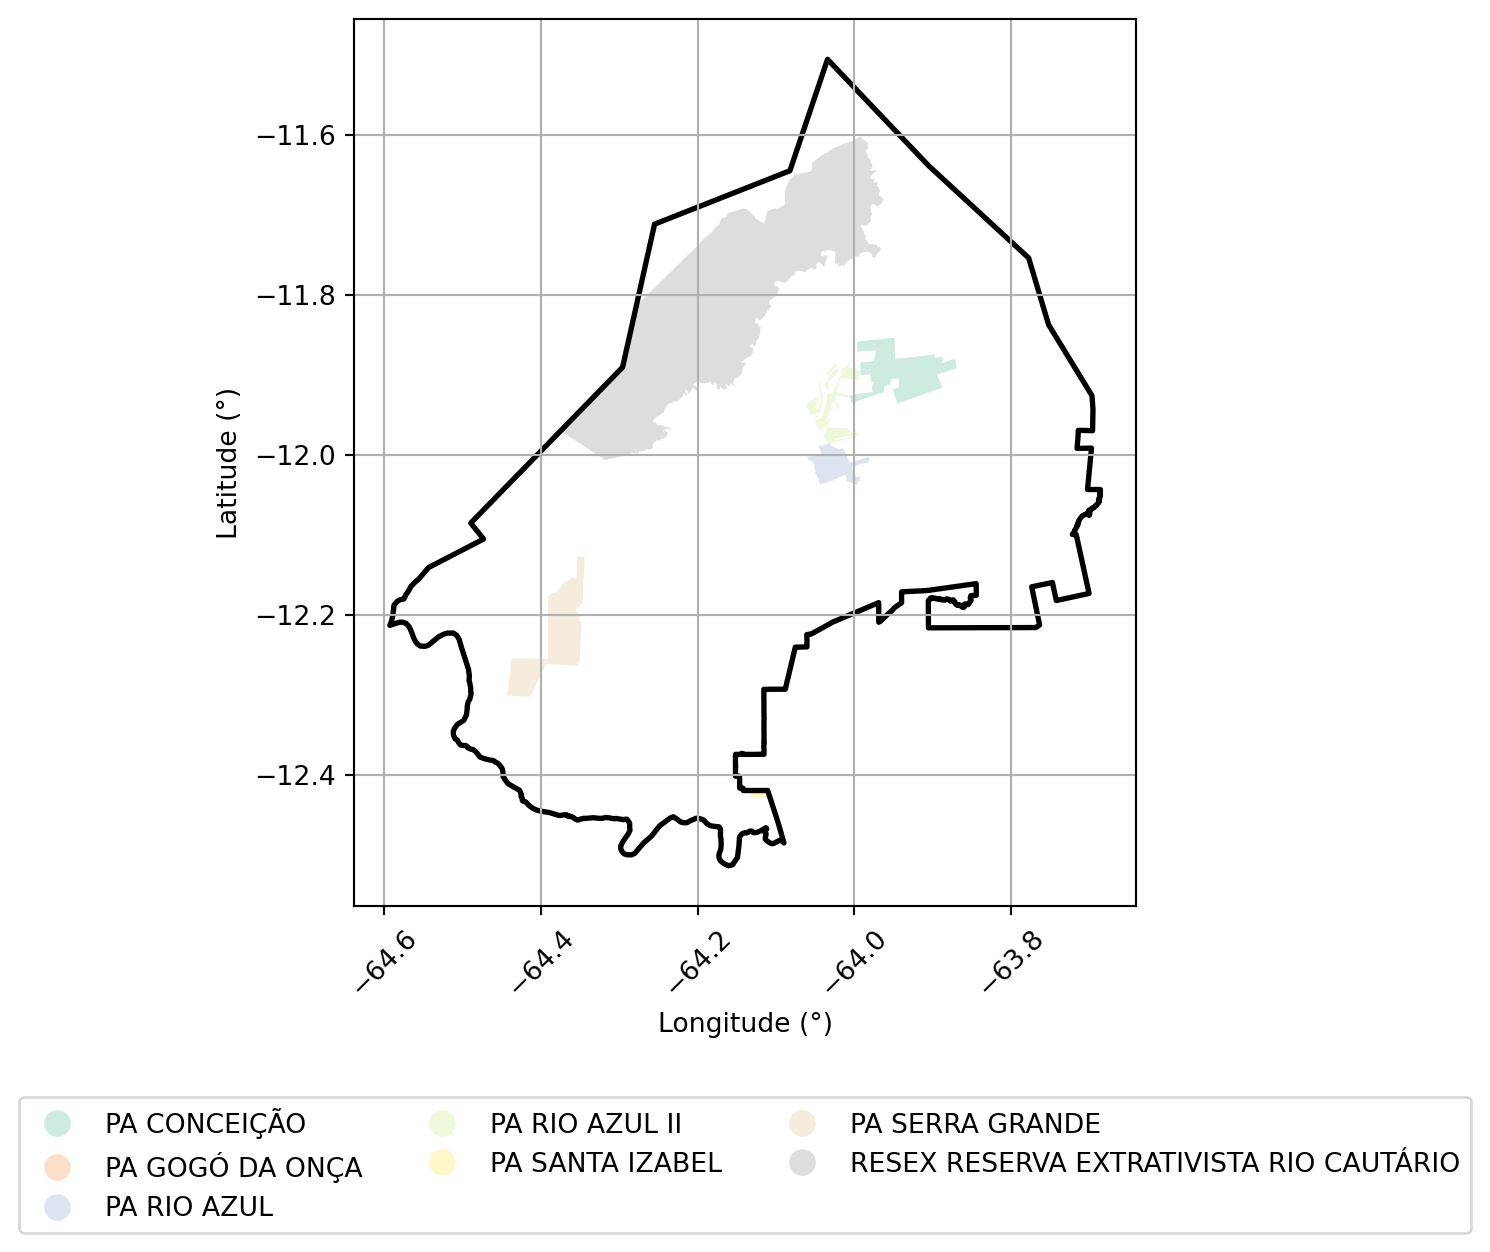 −11.6
−11.8
−12.0
−12.2
−12.4
Latitude (°)
−64.6
−64.4
−64.2
−64.0
−63.8
Longitude (°)
PA CONCEIÇÃO
PA GOGÓ DA ONÇA
PA RIO AZUL
PA RIO AZUL II
PA SANTA IZABEL
PA SERRA GRANDE
RESEX RESERVA EXTRATIVISTA RIO CAUTÁRIO